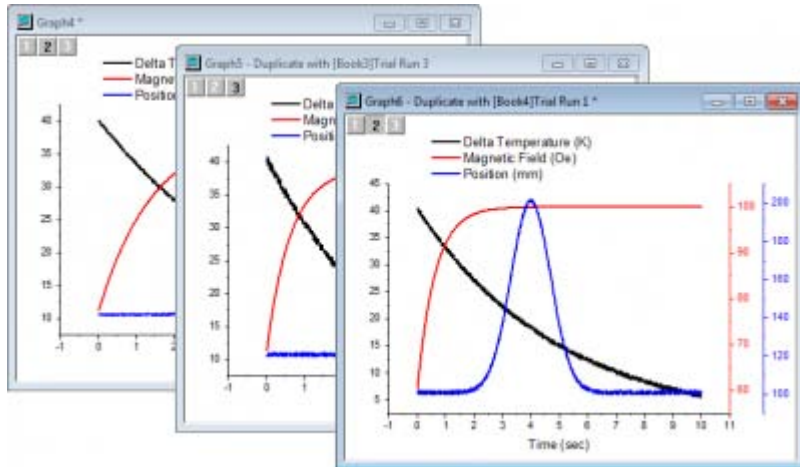 Graph4 *
1 2 3
Delta T
Magne
Positio
40
35
30
25
20
15
10
-1 0 1 2
Graph5 - Duplicate with [Book3]Trial Run 3
1 2 3
Delta
Magn
Positi
40
35
30
25
20
15
10
-1 0 1
Graph6 - Duplicate with [Book4]Trial Run 1 *
1 2 3
Delta Temperature (K)
Magnetic Field (Oe)
Position (mm)
45
40
35
30
25
20
15
10
5
-1 0 1 2 3 4 5 6 7 8 9 10 11
Time (sec)
100
90
80
70
60
200
180
160
140
120
100